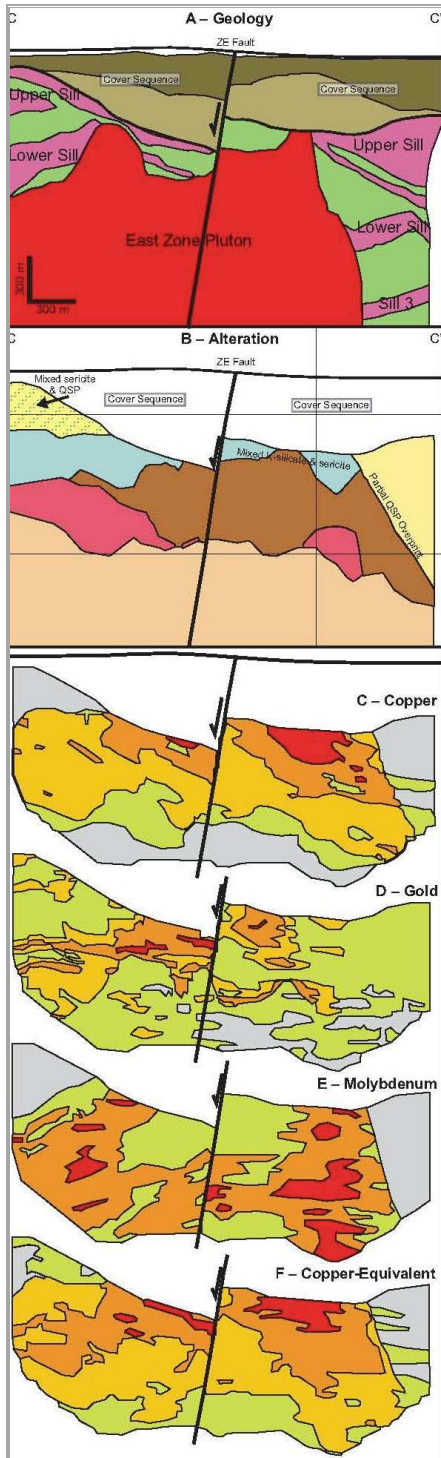 C
A – Geology
C'
ZE Fault
Cover Sequence
Cover Sequence
Upper Sill
Upper Sill
Lower Sill
Lower Sill
East Zone Pluton
Sill 3
300 m
300 m
C
B – Alteration
C'
ZE Fault
Mixed sericite
& QSP
Cover Sequence
Cover Sequence
Mixed K-silicate & sericite
Partial QSP Overprint
C – Copper
D – Gold
E – Molybdenum
F – Copper-Equivalent